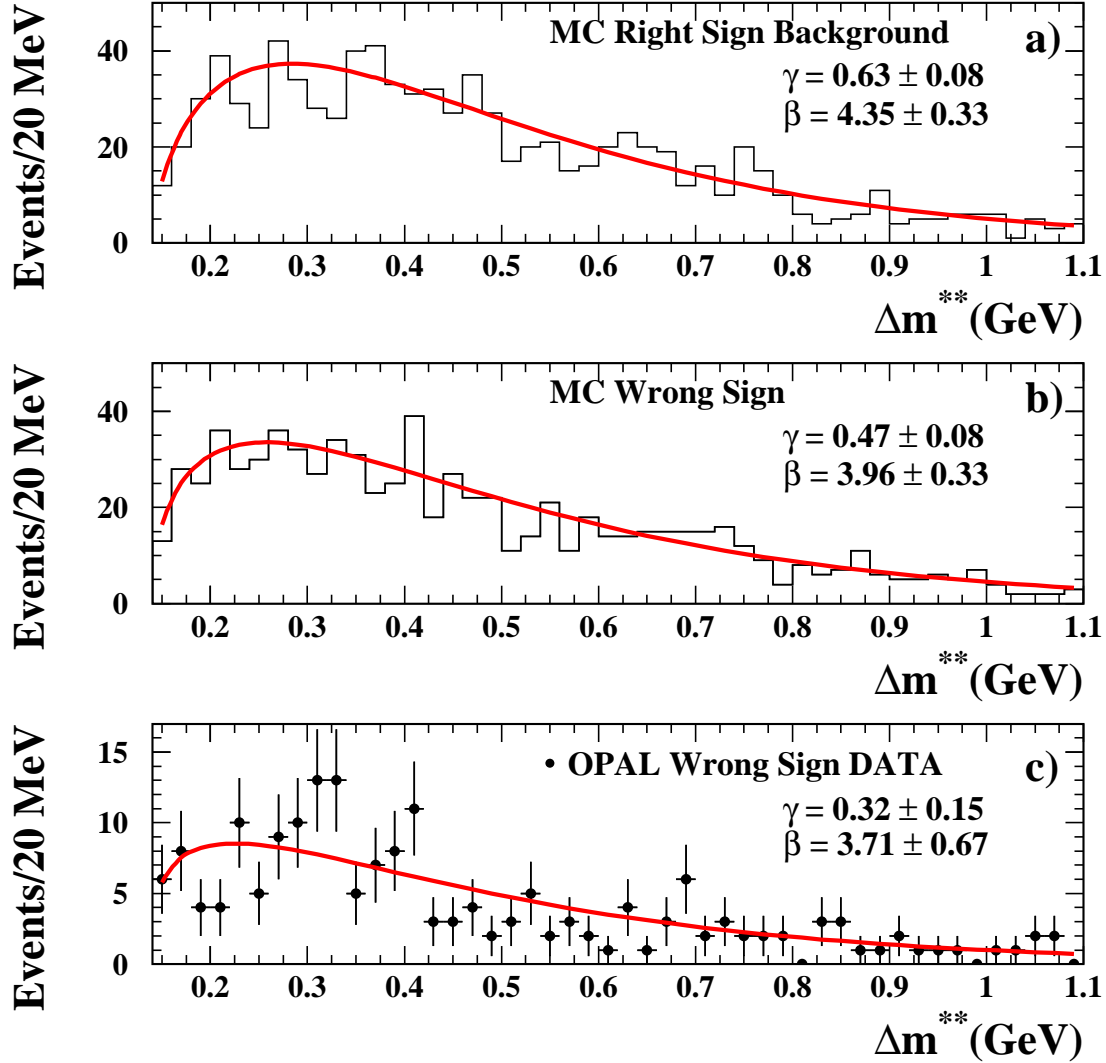 MC Right Sign Background
a)
γ = 0.63 ± 0.08
β = 4.35 ± 0.33
Events/20 MeV
40
20
0
0.2 0.3 0.4 0.5 0.6 0.7 0.8 0.9 1 1.1
Δm**(GeV)
MC Wrong Sign
b)
γ = 0.47 ± 0.08
β = 3.96 ± 0.33
Events/20 MeV
40
20
0
0.2 0.3 0.4 0.5 0.6 0.7 0.8 0.9 1 1.1
Δm**(GeV)
• OPAL Wrong Sign DATA
c)
γ = 0.32 ± 0.15
β = 3.71 ± 0.67
Events/20 MeV
15
10
5
0
0.2 0.3 0.4 0.5 0.6 0.7 0.8 0.9 1 1.1
Δm**(GeV)